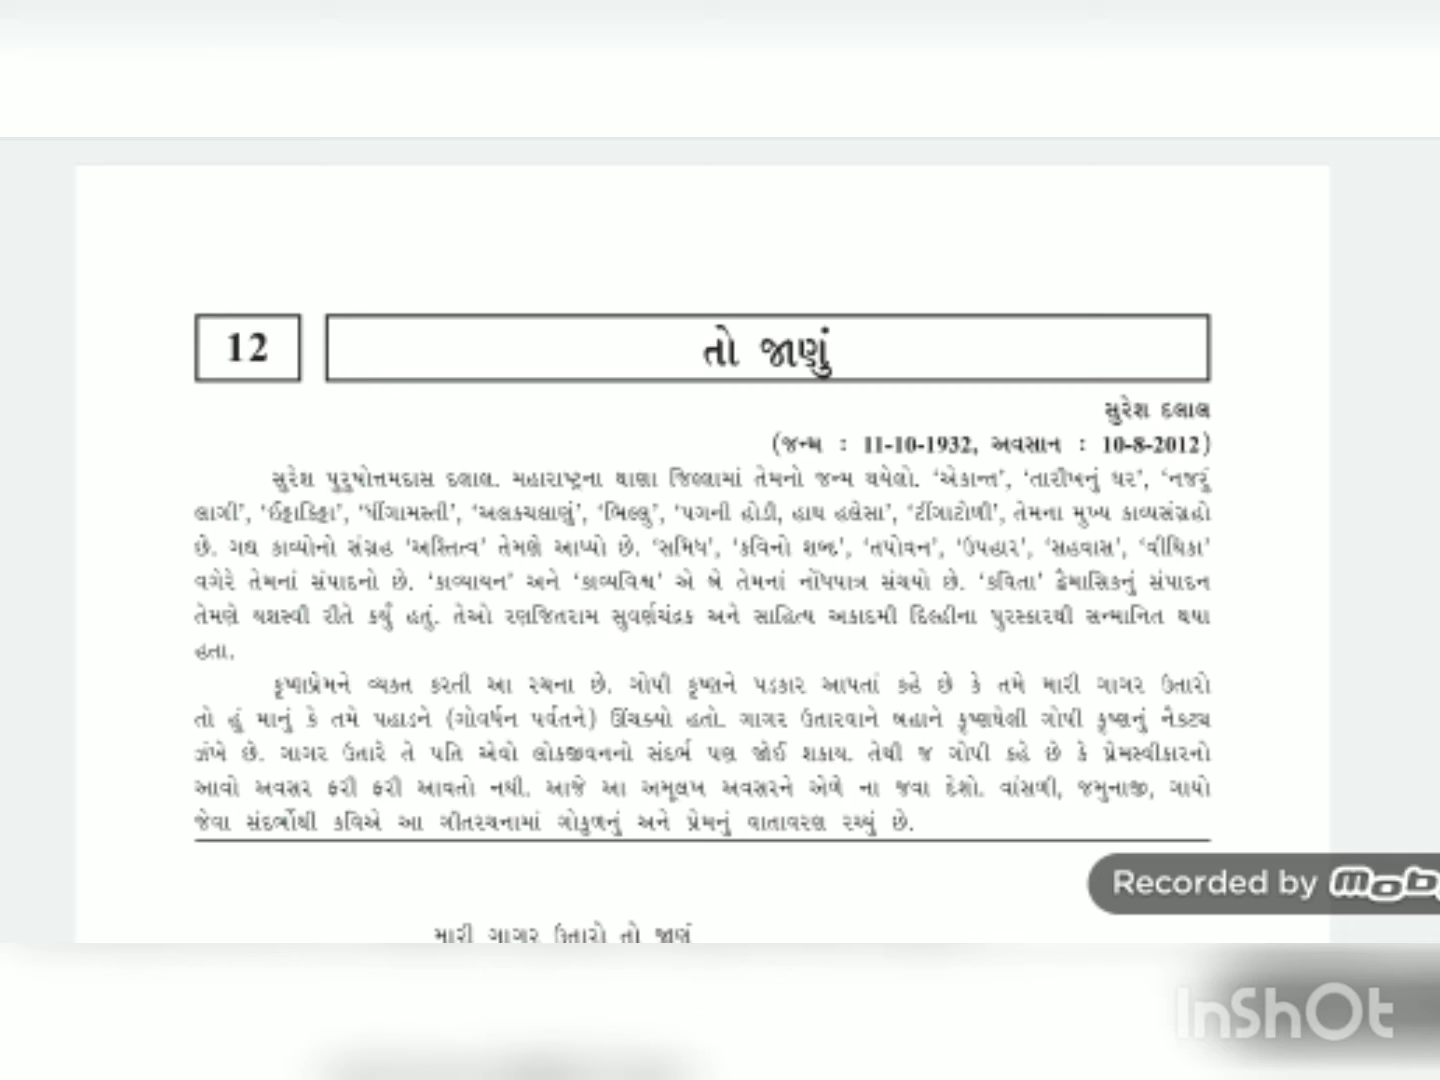 12
તો જાણું
સુરેશ દલાલ
(જન્મ : 11-10-1932, અવસાન : 10-8-2012)
સુરેશ પુરુષોત્તમદાસ દલાલ. મહારાષ્ટ્રના થાણા જિલ્લામાં તેમનો જન્મ થયેલો. ‘એકાન્ત’, ‘તારીખનું ઘર’, ‘નજરું
લાગી’, ‘ઈટ્ટાકિટ્ટા’, ‘ધીંગામસ્તી’, ‘અલકચલાણું’, ‘ભિલ્લુ’, ‘પગની હોડી, હાથ હલેસા’, ‘ટીંગાટોળી’, તેમના મુખ્ય કાવ્યસંગ્રહો
છે. ગદ્ય કાવ્યોનો સંગ્રહ ‘અસ્તિત્વ’ તેમણે આપ્યો છે. ‘સમિધ’, ‘કવિનો શબ્દ’, ‘તપોવન’, ‘ઉપહાર’, ‘સહવાસ’, ‘વીથિકા’
વગેરે તેમનાં સંપાદનો છે. ‘કાવ્યાયન’ અને ‘કાવ્યવિશ્વ’ એ બે તેમનાં નોંધપાત્ર સંચયો છે. ‘કવિતા’ દ્વૈમાસિકનું સંપાદન
તેમણે યશસ્વી રીતે કર્યું હતું. તેઓ રણજિતરામ સુવર્ણચંદ્રક અને સાહિત્ય અકાદમી દિલ્હીના પુરસ્કારથી સન્માનિત થયા
હતા.
કૃષ્ણપ્રેમને વ્યક્ત કરતી આ રચના છે. ગોપી કૃષ્ણને પડકાર આપતાં કહે છે કે તમે મારી ગાગર ઉતારો
તો હું માનું કે તમે પહાડને (ગોવર્ધન પર્વતને) ઊંચક્યો હતો. ગાગર ઉતારવાને બહાને કૃષ્ણઘેલી ગોપી કૃષ્ણનું નૈકટ્ય
ઝંખે છે. ગાગર ઉતારે તે પતિ એવો લોકજીવનનો સંદર્ભ પણ જોઈ શકાય. તેથી જ ગોપી કહે છે કે પ્રેમસ્વીકારનો
આવો અવસર ફરી ફરી આવતો નથી. આજે આ અમૂલખ અવસરને એળે ના જવા દેશો. વાંસળી, જમુનાજી, ગાયો
જેવા સંદર્ભોથી કવિએ આ ગીતરચનામાં ગોકુળનું અને પ્રેમનું વાતાવરણ રચ્યું છે.
Recorded by
મારી ગાગર ઉતારો તો જાણું
InShOt